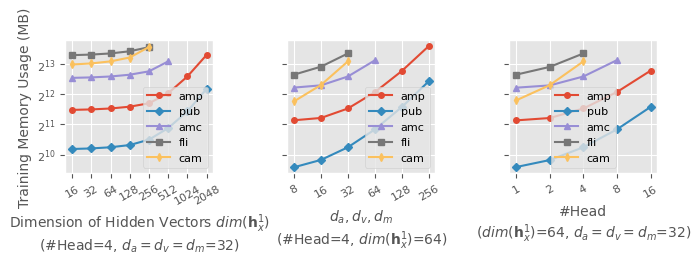 Training Memory Usage (MB)
2^13
2^12
2^11
2^10
16 32 64 128 256 512 1024 2048
amp
pub
amc
fli
cam
Dimension of Hidden Vectors dim(h_x^1)
(#Head=4, d_a = d_v = d_m=32)
8 16 32 64 128 256
amp
pub
amc
fli
cam
d_a, d_v, d_m
(#Head=4, dim(h_x^1)=64)
1 2 4 8 16
amp
pub
amc
fli
cam
#Head
(dim(h_x^1)=64, d_a = d_v = d_m=32)